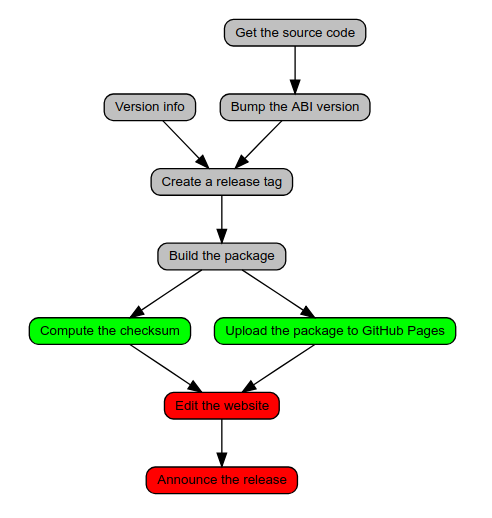 Get the source code
Version info
Bump the ABI version
Create a release tag
Build the package
Compute the checksum
Upload the package to GitHub Pages
Edit the website
Announce the release